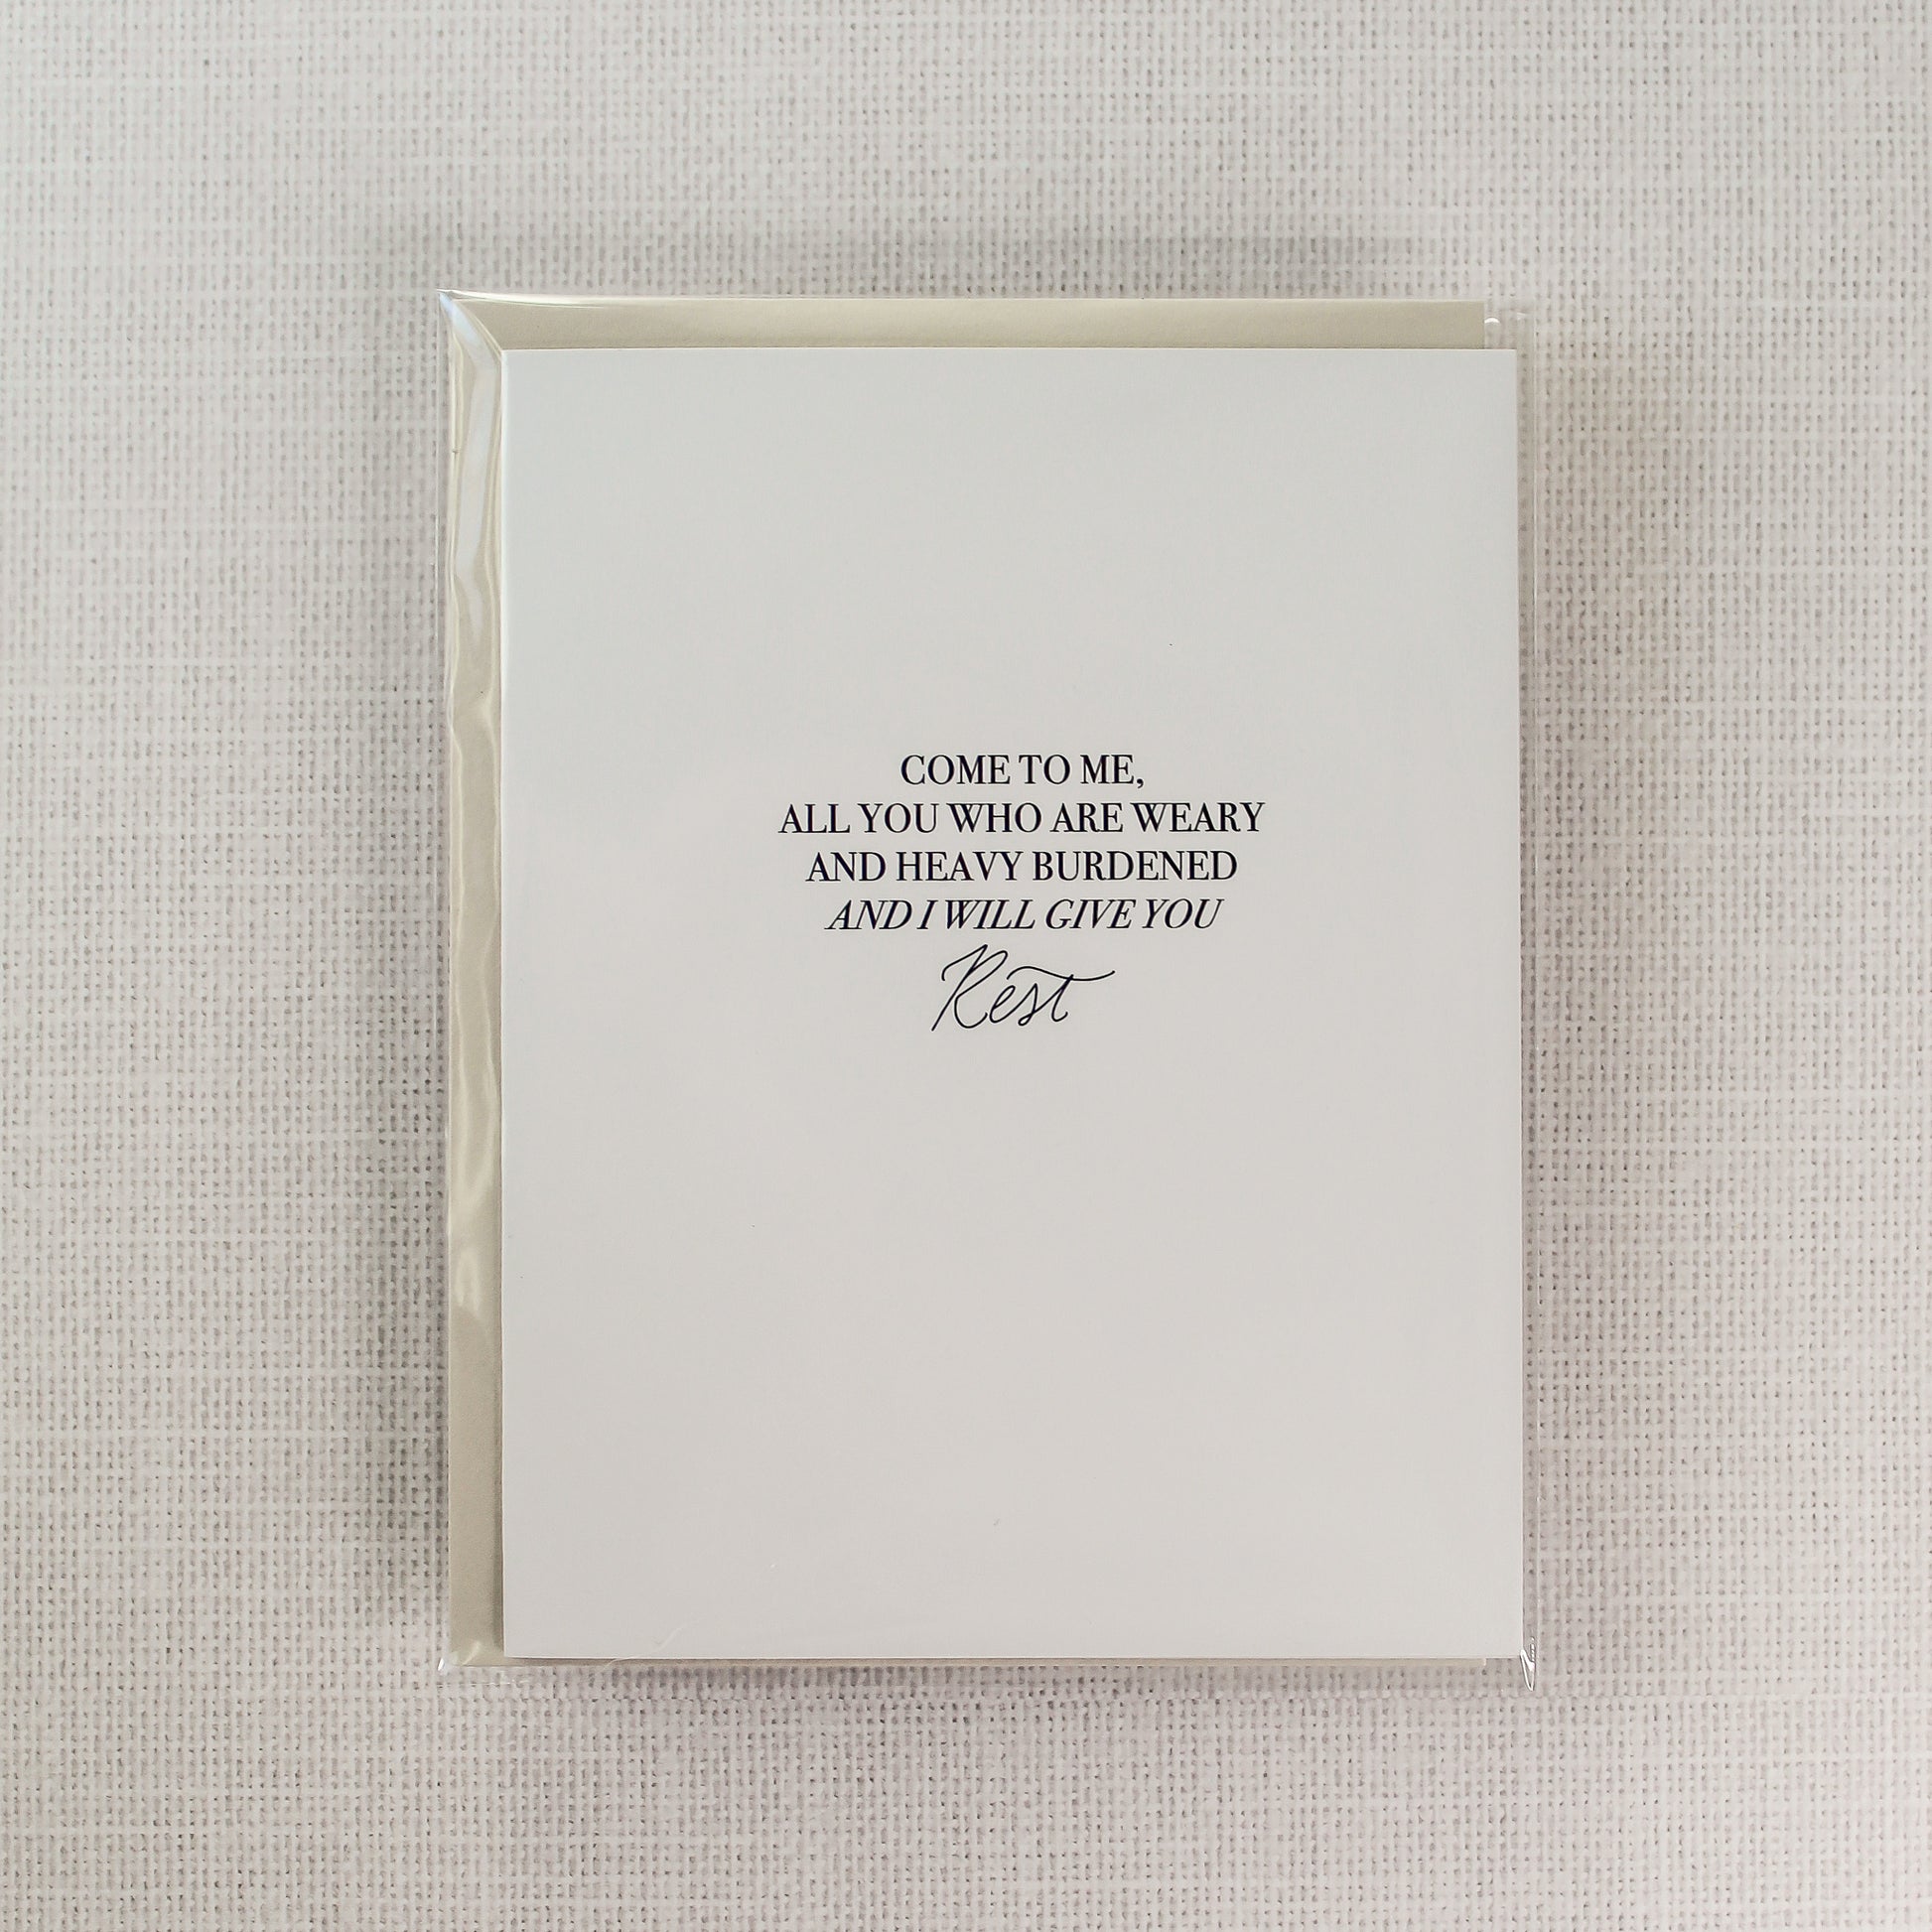 COME TO ME,
ALL YOU WHO ARE WEARY
AND HEAVY BURDENED
AND I WILL GIVE YOU
Rest